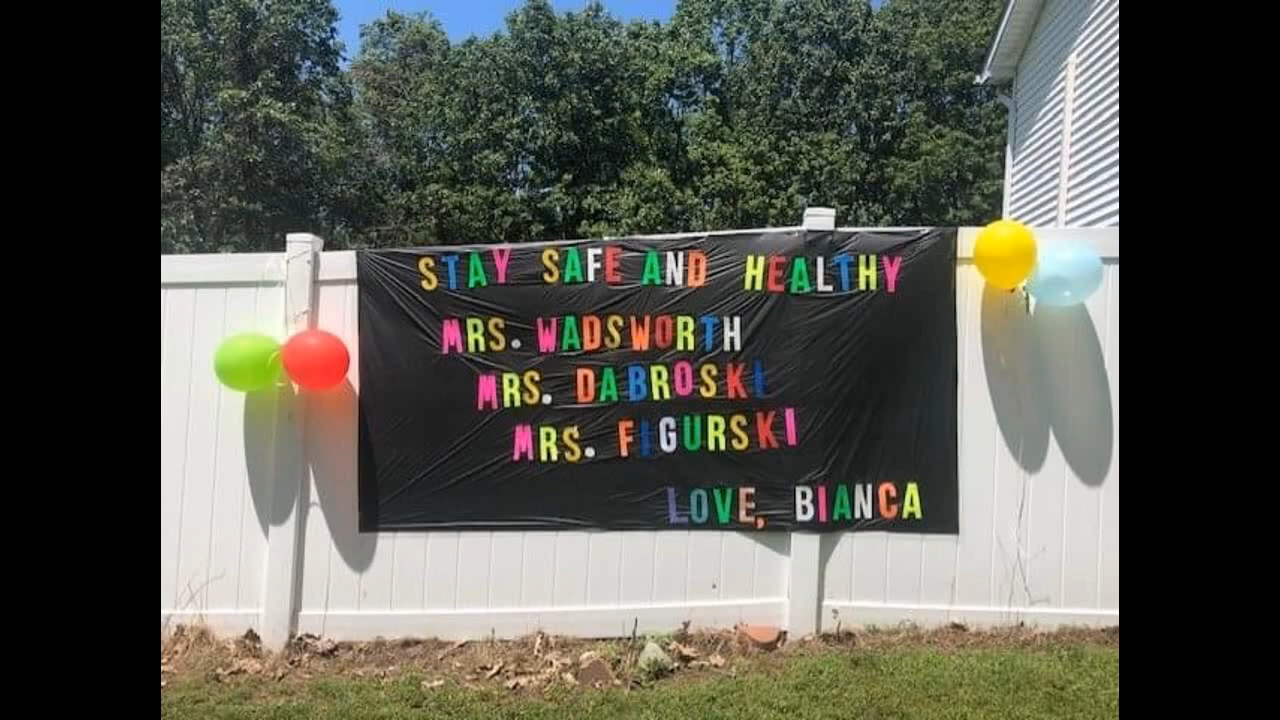 STAY SAFE AND HEALTHY
MRS. WADSWORTH
MRS. DABROSKI
MRS. FIGURSKI
LOVE, BIANCA